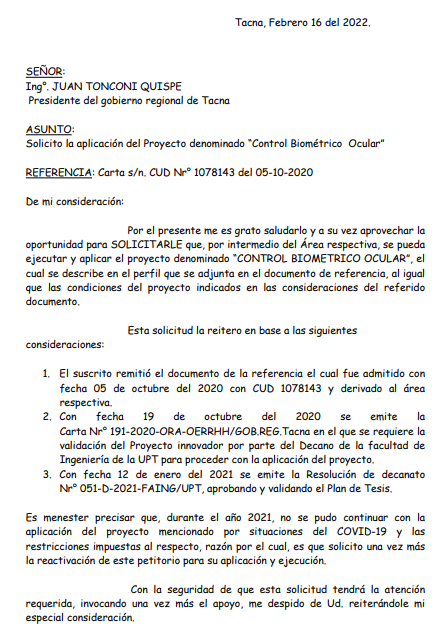 Tacna, Febrero 16 del 2022.
SEÑOR:
Ingº. JUAN TONCONI QUISPE
Presidente del gobierno regional de Tacna
ASUNTO:
Solicito la aplicación del Proyecto denominado “Control Biométrico Ocular”
REFERENCIA: Carta s/n. CUD Nrº 1078143 del 05-10-2020
De mi consideración:
Por el presente me es grato saludarlo y a su vez aprovechar la
oportunidad para SOLICITARLE que, por intermedio del Área respectiva, se pueda
ejecutar y aplicar el proyecto denominado “CONTROL BIOMETRICO OCULAR”, el
cual se describe en el perfil que se adjunta en el documento de referencia, al igual
que las condiciones del proyecto indicados en las consideraciones del referido
documento.
Esta solicitud la reitero en base a las siguientes
consideraciones:
1. El suscrito remitió el documento de la referencia el cual fue admitido con
fecha 05 de octubre del 2020 con CUD 1078143 y derivado al área
respectiva.
2. Con fecha 19 de octubre del 2020 se emite la
Carta Nrº 191-2020-ORA-OERRHH/GOB.REG.Tacna en el que se requiere la
validación del Proyecto innovador por parte del Decano de la facultad de
Ingeniería de la UPT para proceder con la aplicación del proyecto.
3. Con fecha 12 de enero del 2021 se emite la Resolución de decanato
Nrº 051-D-2021-FAING/UPT, aprobando y validando el Plan de Tesis.
Es menester precisar que, durante el año 2021, no se pudo continuar con la
aplicación del proyecto mencionado por situaciones del COVID-19 y las
restricciones impuestas al respecto, razón por el cual, es que solicito una vez más
la reactivación de este petitorio para su aplicación y ejecución.
Con la seguridad de que esta solicitud tendrá la atención
requerida, invocando una vez más el apoyo, me despido de Ud. reiterándole mi
especial consideración.